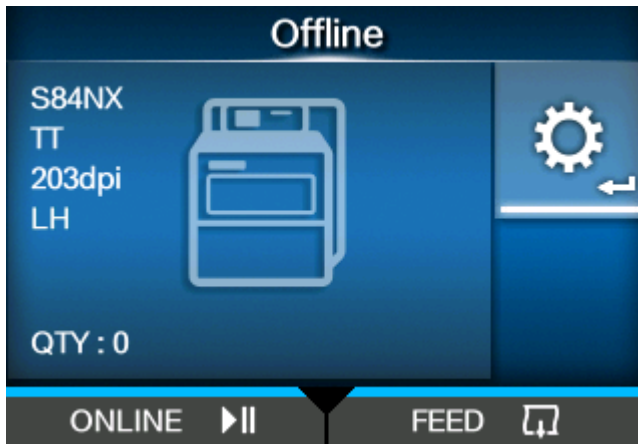 Offline
S84NX
TT
203dpi
LH
QTY : 0
ONLINE
FEED